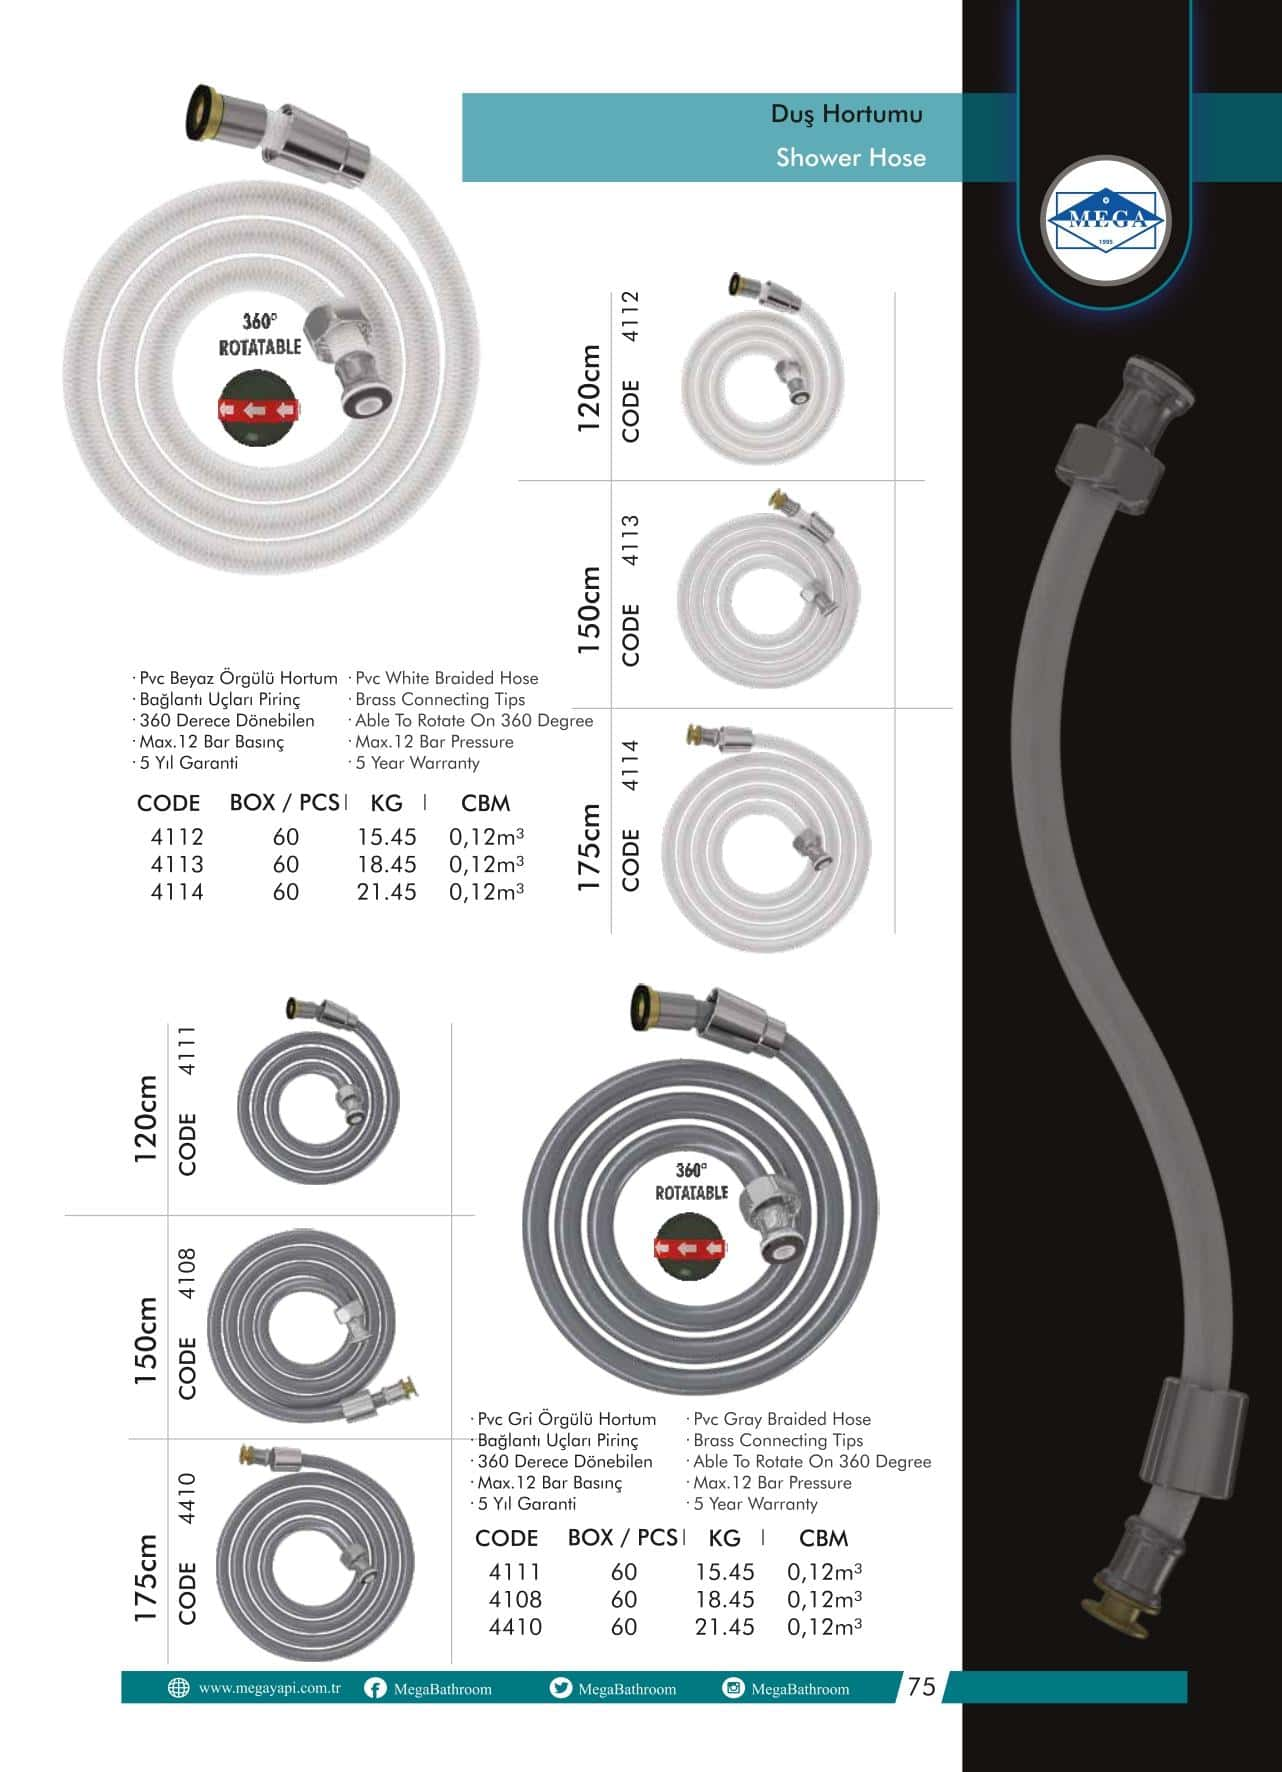 Duş Hortumu
Shower Hose
MEGA
1995
360°
ROTATABLE
120cm
CODE 4112
150cm
CODE 4113
175cm
CODE 4114
· Pvc Beyaz Örgülü Hortum · Pvc White Braided Hose
· Bağlantı Uçları Pirinç · Brass Connecting Tips
· 360 Derece Dönebilen · Able To Rotate On 360 Degree
· Max.12 Bar Basınç · Max.12 Bar Pressure
· 5 Yıl Garanti · 5 Year Warranty
CODE BOX / PCS | KG | CBM
4112 60 15.45 0,12m³
4113 60 18.45 0,12m³
4114 60 21.45 0,12m³
120cm
CODE 4111
150cm
CODE 4108
175cm
CODE 4410
360°
ROTATABLE
· Pvc Gri Örgülü Hortum · Pvc Gray Braided Hose
· Bağlantı Uçları Pirinç · Brass Connecting Tips
· 360 Derece Dönebilen · Able To Rotate On 360 Degree
· Max.12 Bar Basınç · Max.12 Bar Pressure
· 5 Yıl Garanti · 5 Year Warranty
CODE BOX / PCS | KG | CBM
4111 60 15.45 0,12m³
4108 60 18.45 0,12m³
4410 60 21.45 0,12m³
www.megayapi.com.tr MegaBathroom MegaBathroom MegaBathroom 75